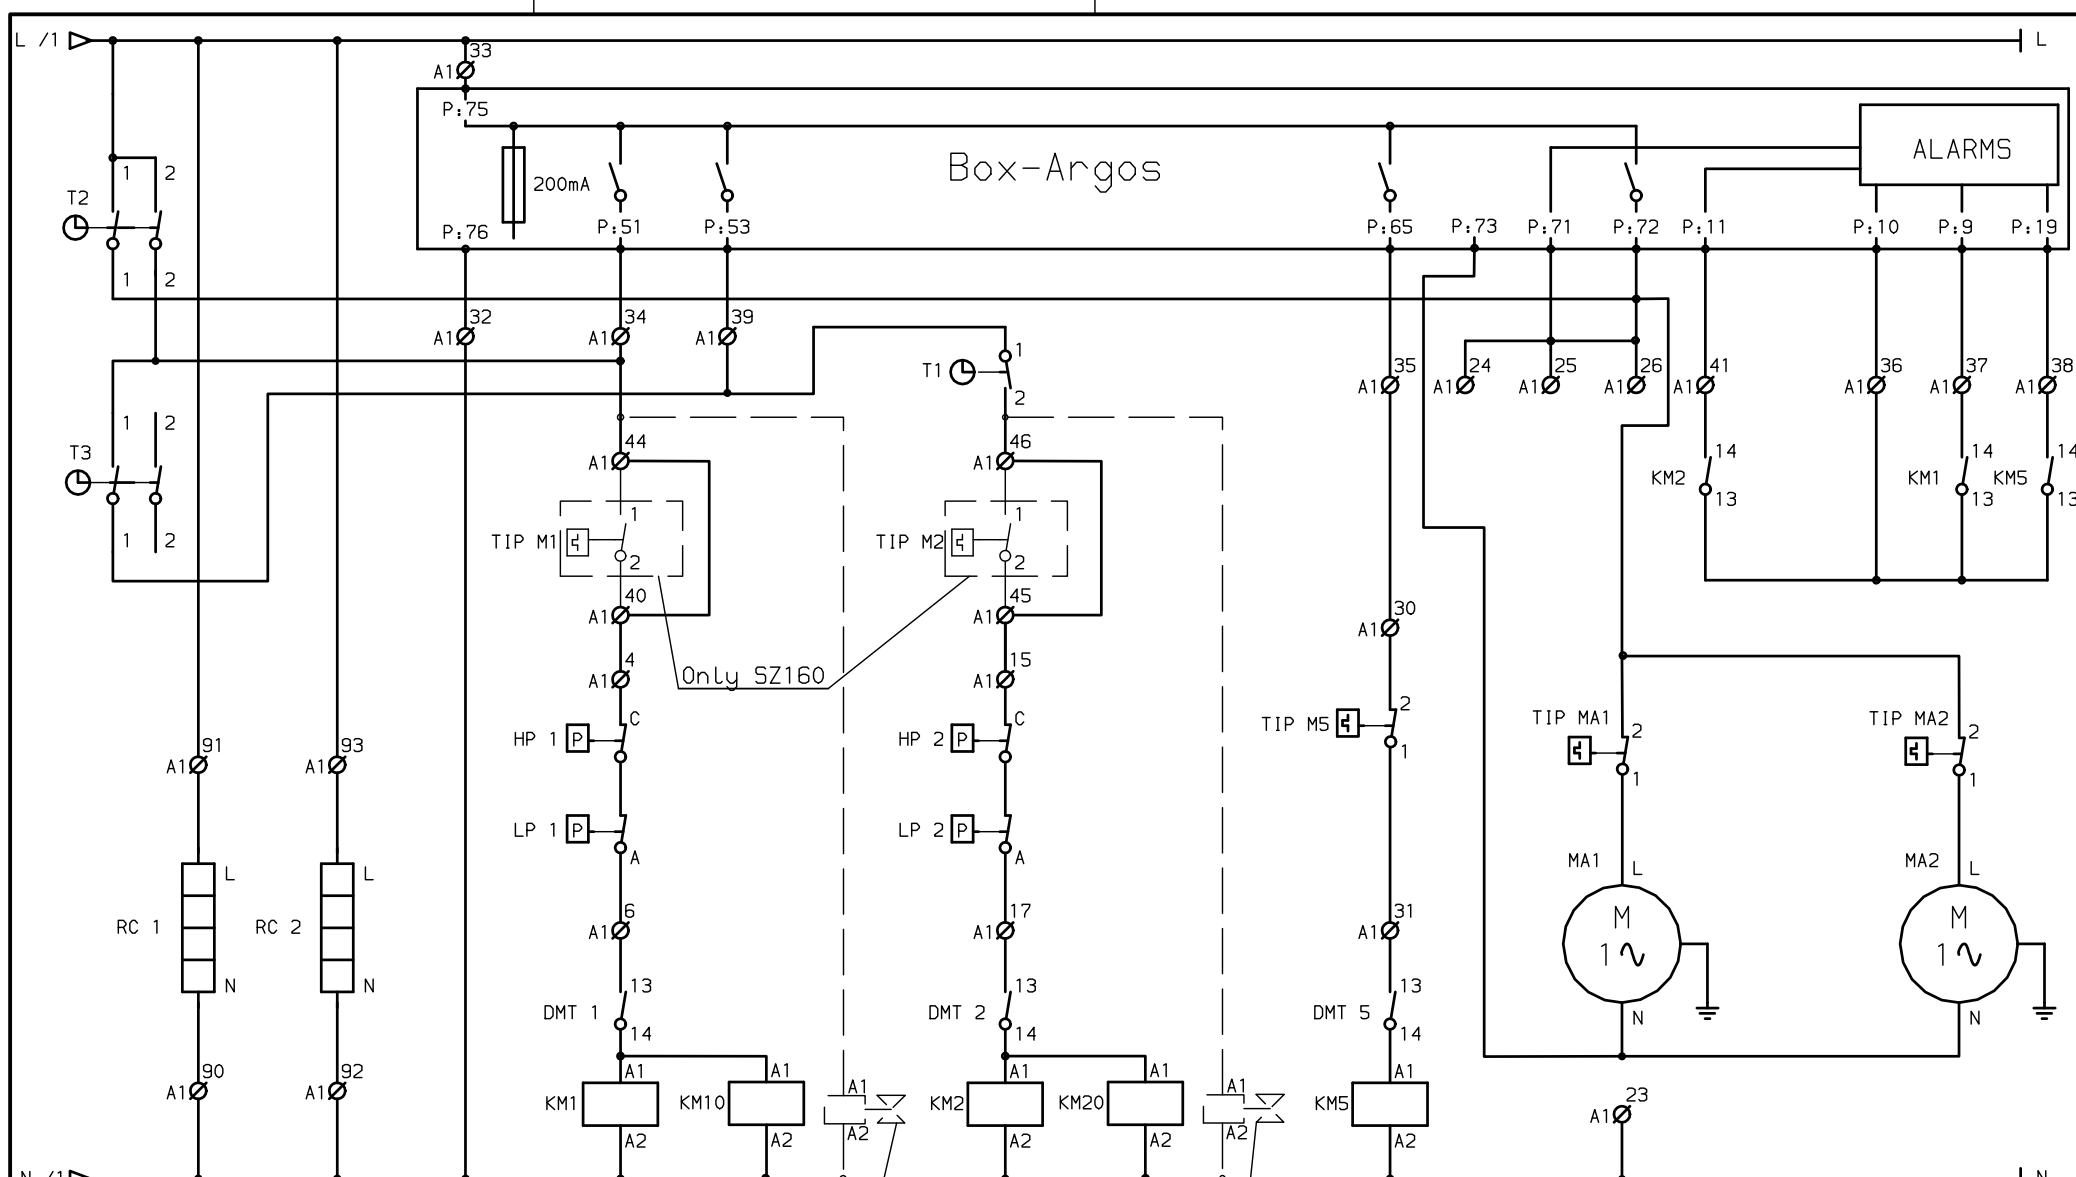 L /1 L
33
A1
P:75
ALARMS
Box-Argos
1 2
200mA
T2
P:76 P:51 P:53 P:65 P:73 P:71 P:72 P:11 P:10 P:9 P:19
1 2
32 34 39
A1 A1 A1
1
T1
2
35 24 25 26 41 36 37 38
A1 A1 A1 A1 A1 A1 A1 A1
1 2
44 46
A1 A1
T3
14 14 14
KM2 KM1 KM5
13 13 13
1 1
TIP M1 TIP M2
1 2
2 2
40 45
A1 A1
30
A1
4 15
A1 A1
Only SZ160
C C 2
TIP M5
1
TIP MA1 2
1
TIP MA2 2
1
HP 1 P HP 2 P
91 93
A1 A1
LP 1 P LP 2 P
A A
MA1 L MA2 L
L L
RC 1 RC 2
N N
6 17 31
A1 A1 A1
M M
1 1
13 13 13
DMT 1 DMT 2 DMT 5
14 14 14
N N
90 92
A1 A1
A1 A1 A1 A1 A1 A1 A1
KM1 KM10 KM2 KM20 KM5
A2 A2 A2 A2 A2 A2 A2
23
A1
N /1 N